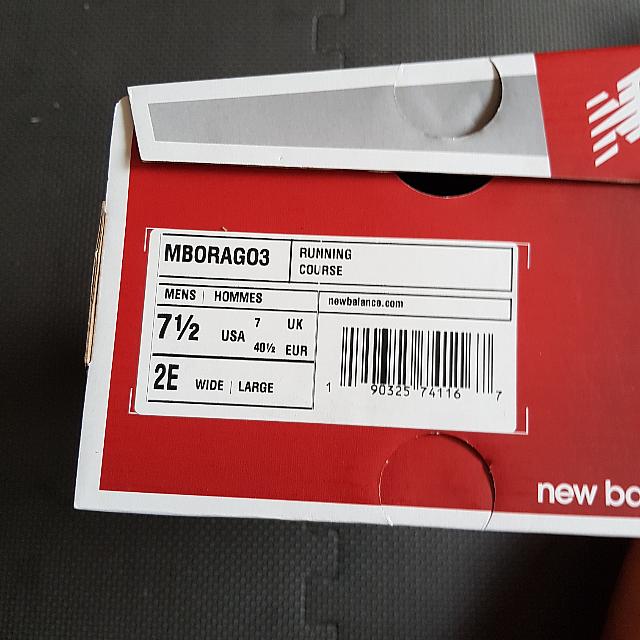 MBORAGO3
RUNNING
COURSE
MENS | HOMMES
newbalance.com
7½ USA 7 UK
40½ EUR
2E WIDE | LARGE
1 90325 74116 7
new ba